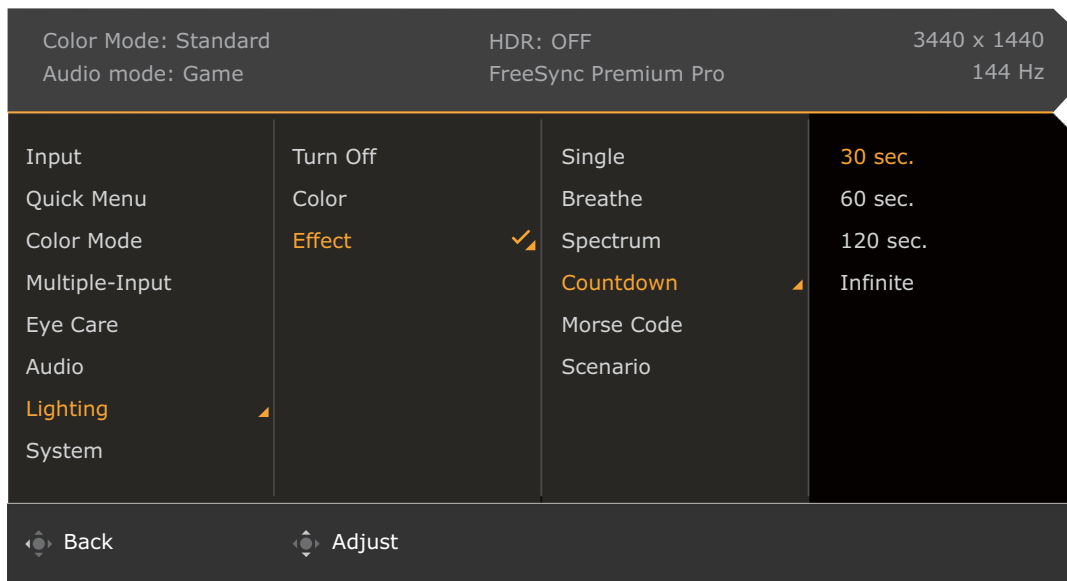 Color Mode: Standard
HDR: OFF
3440 x 1440
Audio mode: Game
FreeSync Premium Pro
144 Hz
Input
Quick Menu
Color Mode
Multiple-Input
Eye Care
Audio
Lighting
System
Turn Off
Color
Effect
Single
Breathe
Spectrum
Countdown
Morse Code
Scenario
30 sec.
60 sec.
120 sec.
Infinite
Back
Adjust